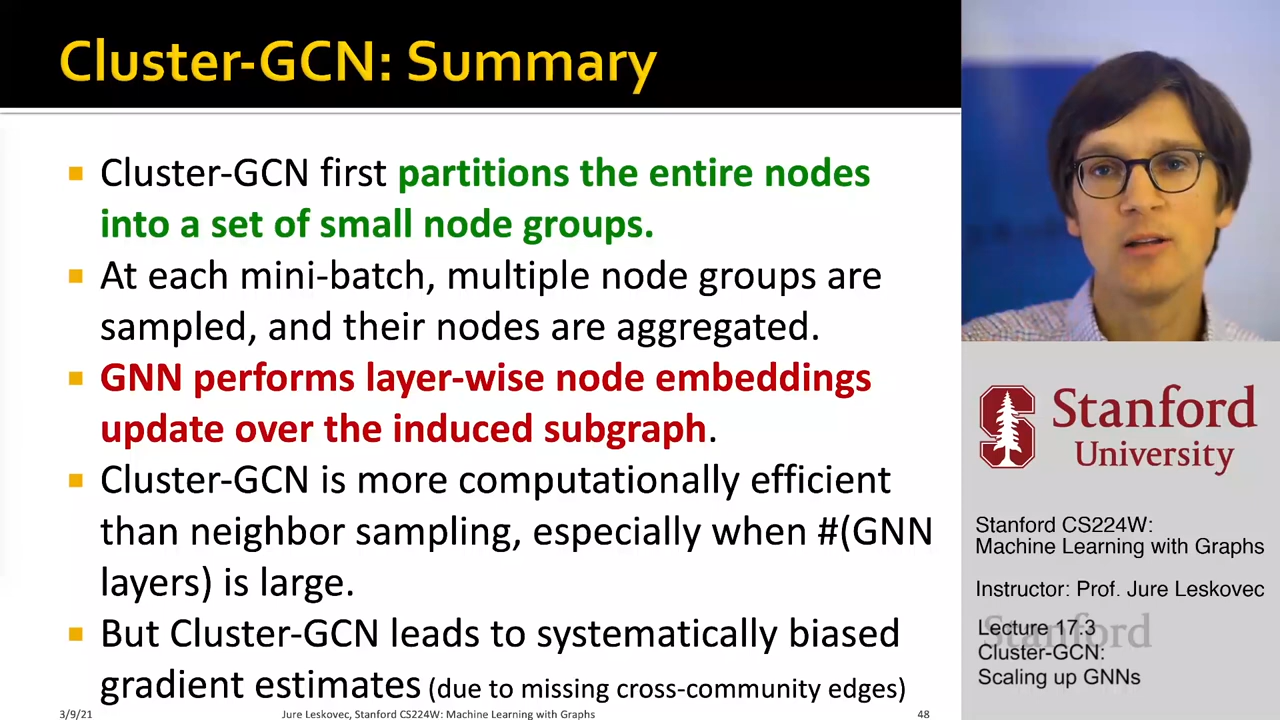 Cluster-GCN: Summary
Cluster-GCN first partitions the entire nodes
into a set of small node groups.
At each mini-batch, multiple node groups are
sampled, and their nodes are aggregated.
GNN performs layer-wise node embeddings
update over the induced subgraph.
Cluster-GCN is more computationally efficient
than neighbor sampling, especially when #(GNN
layers) is large.
But Cluster-GCN leads to systematically biased
gradient estimates (due to missing cross-community edges)
3/9/21
Jure Leskovec, Stanford CS224W: Machine Learning with Graphs
48
Stanford
University
Stanford CS224W:
Machine Learning with Graphs
Instructor: Prof. Jure Leskovec
Stanford
Lecture 17.3
Cluster-GCN:
Scaling up GNNs